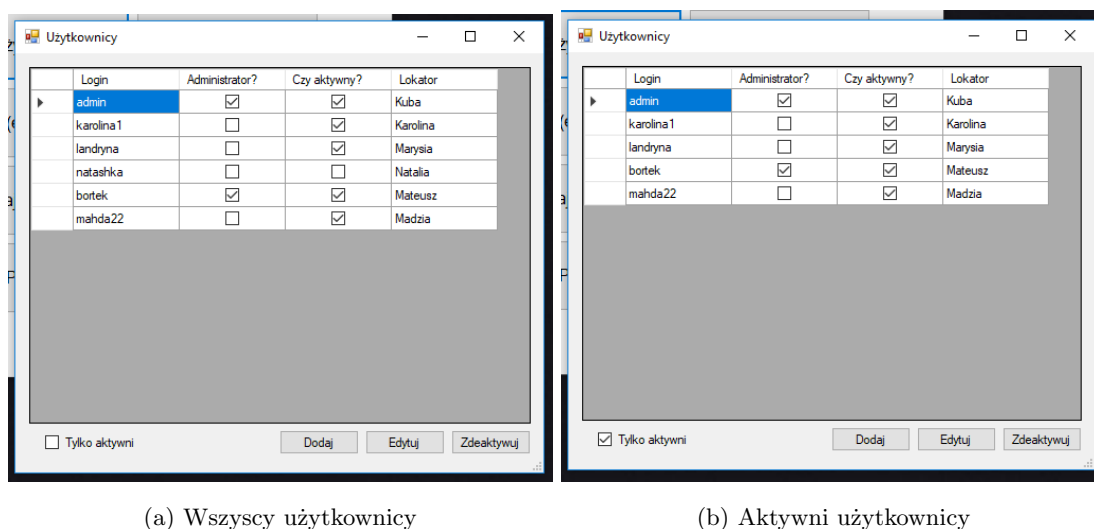 Użytkownicy
Login Administrator? Czy aktywny? Lokator
admin Kuba
karolina1 Karolina
landryna Marysia
natashka Natalia
bortek Mateusz
mahda22 Madzia
Tylko aktywni Dodaj Edytuj Zdeaktywuj
(a) Wszyscy użytkownicy
Użytkownicy
Login Administrator? Czy aktywny? Lokator
admin Kuba
karolina1 Karolina
landryna Marysia
bortek Mateusz
mahda22 Madzia
Tylko aktywni Dodaj Edytuj Zdeaktywuj
(b) Aktywni użytkownicy